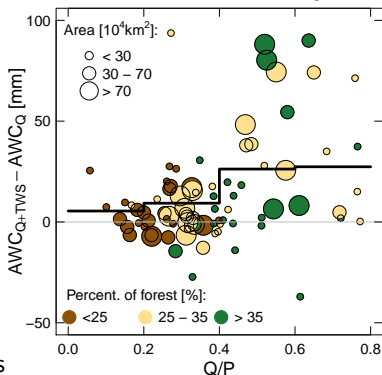 100
50
0
−50
AWC_Q+TWS − AWC_Q [mm]
Area [10⁴km²]:
< 30
30 − 70
> 70
Percent. of forest [%]:
<25 25 − 35 > 35
0.0 0.2 0.4 0.6 0.8
Q/P
s